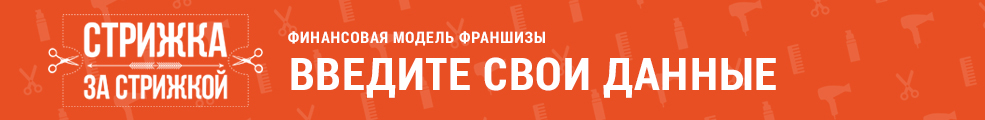 СТРИЖКА
ЗА СТРИЖКОЙ
ФИНАНСОВАЯ МОДЕЛЬ ФРАНШИЗЫ
ВВЕДИТЕ СВОИ ДАННЫЕ